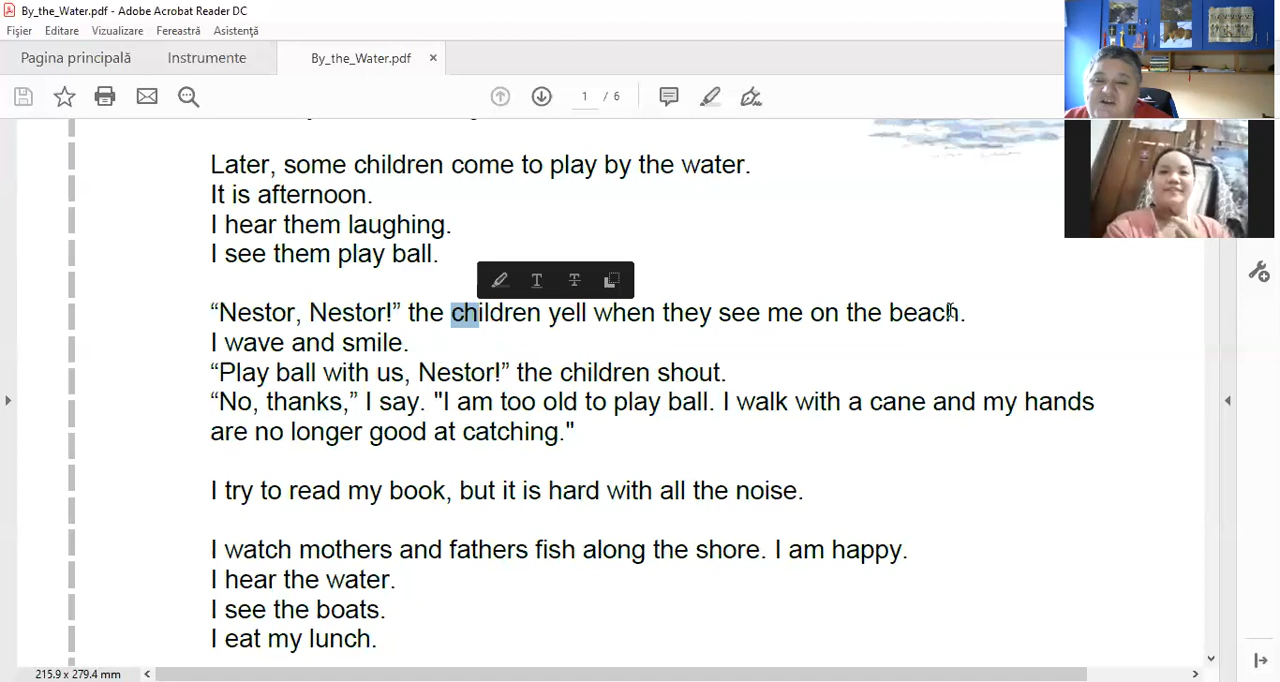 By_the_Water.pdf - Adobe Acrobat Reader DC
Fișier Editare Vizualizare Fereastră Asistență
Pagina principală Instrumente By_the_Water.pdf ×
1 / 6
Later, some children come to play by the water.
It is afternoon.
I hear them laughing.
I see them play ball.
“Nestor, Nestor!” the children yell when they see me on the beach.
I wave and smile.
“Play ball with us, Nestor!” the children shout.
“No, thanks,” I say. "I am too old to play ball. I walk with a cane and my hands
are no longer good at catching."
I try to read my book, but it is hard with all the noise.
I watch mothers and fathers fish along the shore. I am happy.
I hear the water.
I see the boats.
I eat my lunch.
215.9 x 279.4 mm